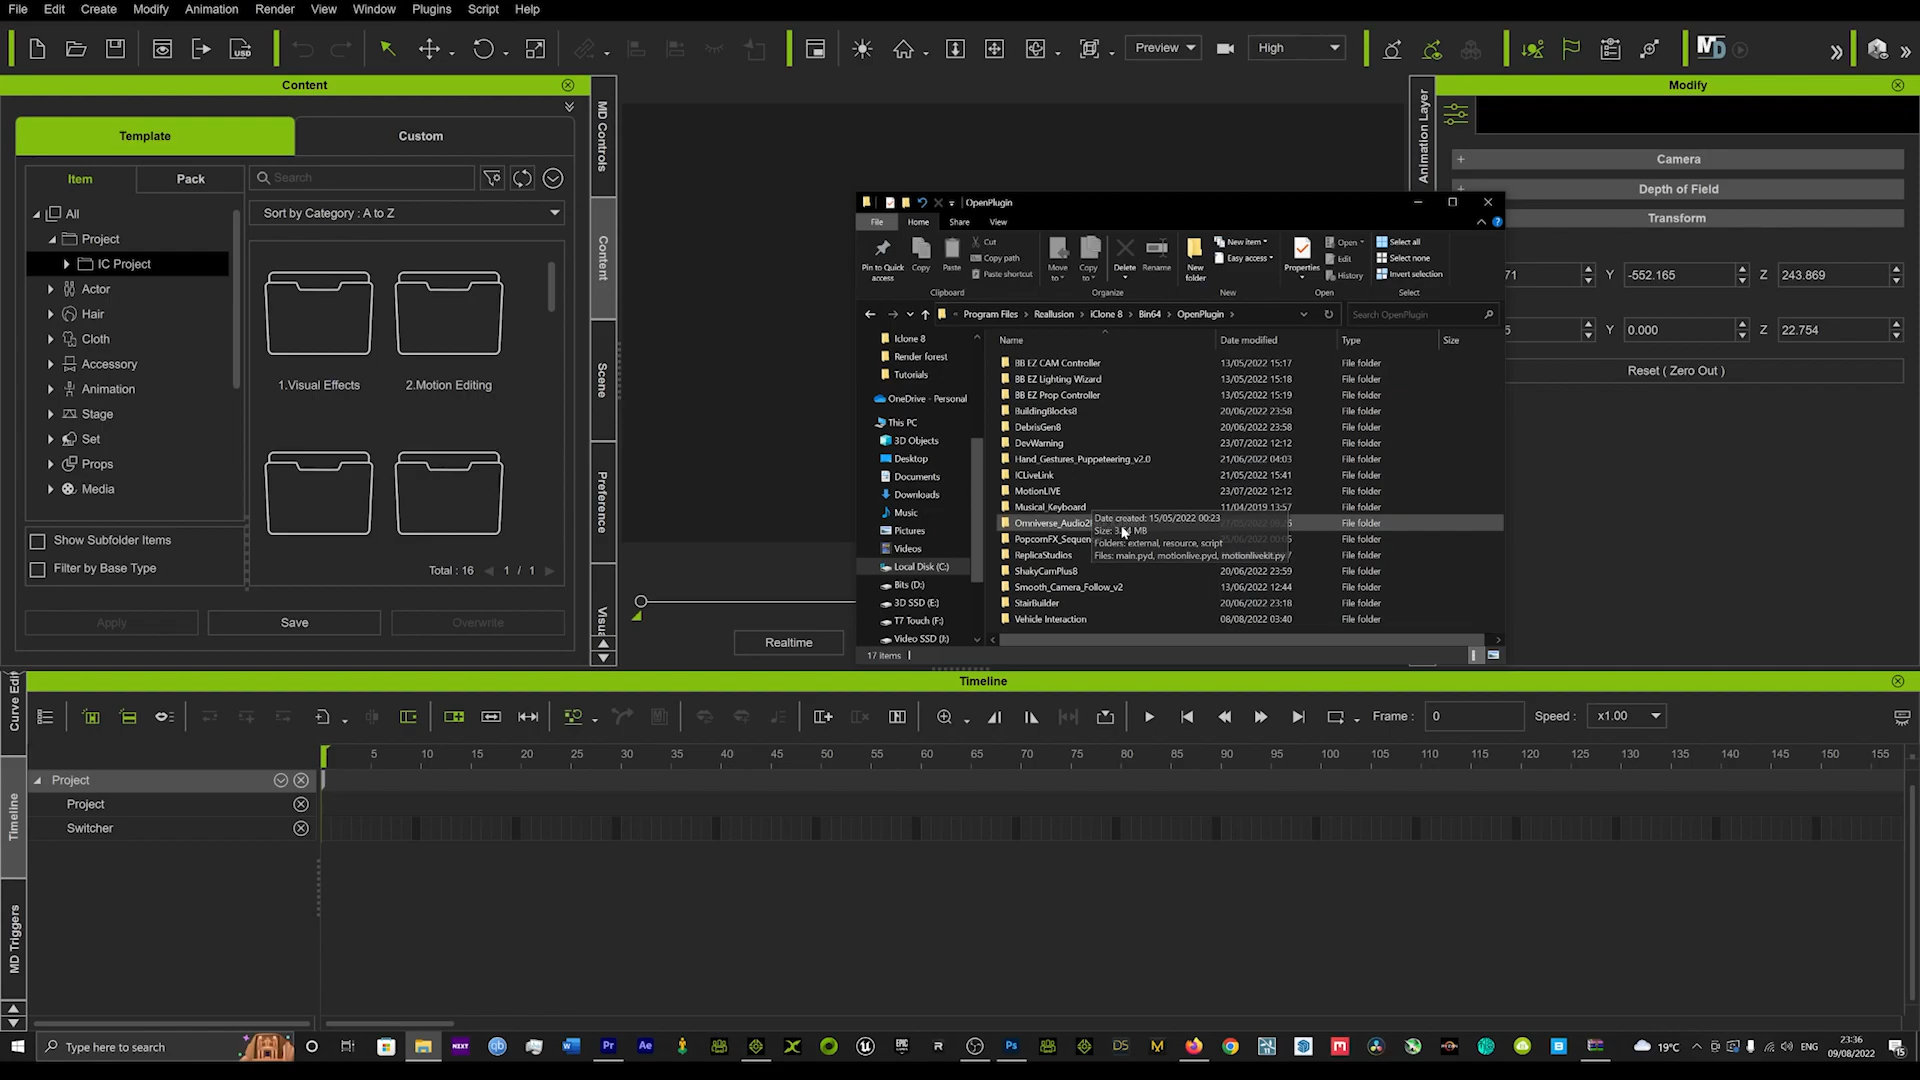 File Edit Create Modify Animation Render View Window Plugins Script Help
Preview High
Content
Template Custom
Item Pack Search
Sort by Category : A to Z
All
Project
IC Project
Actor
Hair
Cloth
Accessory
Animation
Stage
Set
Props
Media
1.Visual Effects 2.Motion Editing
Show Subfolder Items
Filter by Base Type
Total : 16 1 / 1
Apply Save Overwrite
MD Controls
Content
Scene
Preference
Visu
Realtime
OpenPlugin
File Home Share View
Pin to Quick access
Copy
Paste
Cut
Copy path
Paste shortcut
Move to
Copy to
Delete
Rename
New folder
New item
Easy access
Properties
Open
Edit
History
Select all
Select none
Invert selection
Clipboard Organize New Open Select
« Program Files › Reallusion › iClone 8 › Bin64 › OpenPlugin › Search OpenPlugin
Iclone 8
Render forest
Tutorials
OneDrive - Personal
This PC
3D Objects
Desktop
Documents
Downloads
Music
Pictures
Videos
Local Disk (C:)
Bits (D:)
3D SSD (E:)
T7 Touch (F:)
Video SSD (J:)
Name Date modified Type Size
BB EZ CAM Controller 13/05/2022 15:17 File folder
BB EZ Lighting Wizard 13/05/2022 15:18 File folder
BB EZ Prop Controller 13/05/2022 15:19 File folder
BuildingBlocks8 20/06/2022 23:58 File folder
DebrisGen8 20/06/2022 23:58 File folder
DevWarning 23/07/2022 12:12 File folder
Hand_Gestures_Puppeteering_v2.0 21/06/2022 04:03 File folder
ICLiveLink 21/05/2022 15:41 File folder
MotionLIVE 23/07/2022 12:12 File folder
Musical_Keyboard 11/04/2019 13:57 File folder
Omniverse_Audio2 File folder
PopcornFX_Sequen File folder
ReplicaStudios File folder
ShakyCamPlus8 20/06/2022 23:59 File folder
Smooth_Camera_Follow_v2 13/06/2022 12:44 File folder
StairBuilder 20/06/2022 23:18 File folder
Vehicle Interaction 08/08/2022 03:40 File folder
Date created: 15/05/2022 00:23
Size: MB
Folders: external, resource, script
Files: main.pyd, motionlive.pyd, motionlivekit.py
17 items
Animation Layer
Modify
Camera
Depth of Field
Transform
71 Y -552.165 Z 243.869
5 Y 0.000 Z 22.754
Reset ( Zero Out )
Timeline
Frame : 0 Speed : x1.00
5 10 15 20 25 30 35 40 45 50 55 60 65 70 75 80 85 90 95 100 105 110 115 120 125 130 135 140 145 150 155
Project
Project
Switcher
Curve Edit
Timeline
MD Triggers
Type here to search
19°C ENG 23:36
09/08/2022